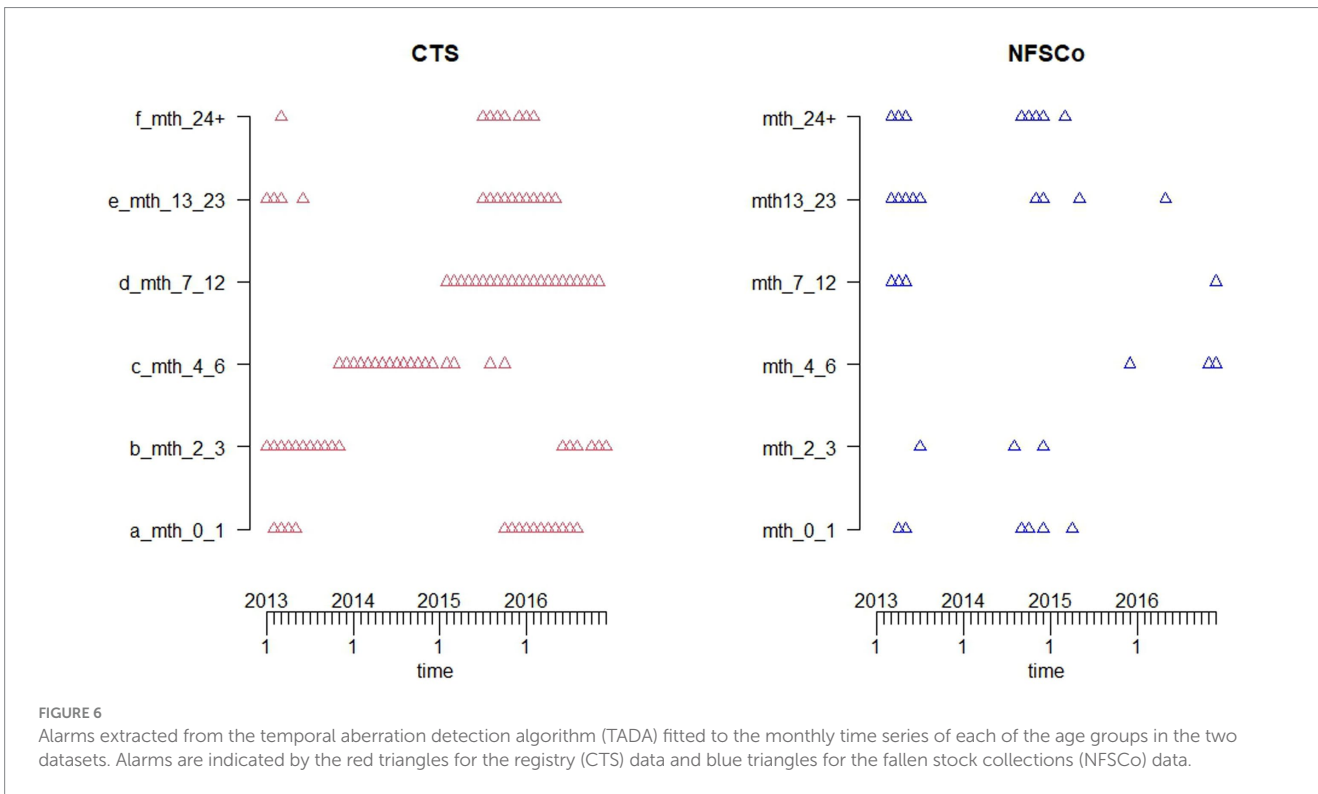 CTS
f_mth_24+
e_mth_13_23
d_mth_7_12
c_mth_4_6
b_mth_2_3
a_mth_0_1
2013 2014 2015 2016
1 1 1 1
time
NFSCo
mth_24+
mth13_23
mth_7_12
mth_4_6
mth_2_3
mth_0_1
2013 2014 2015 2016
1 1 1 1
time
FIGURE 6
Alarms extracted from the temporal aberration detection algorithm (TADA) fitted to the monthly time series of each of the age groups in the two
datasets. Alarms are indicated by the red triangles for the registry (CTS) data and blue triangles for the fallen stock collections (NFSCo) data.